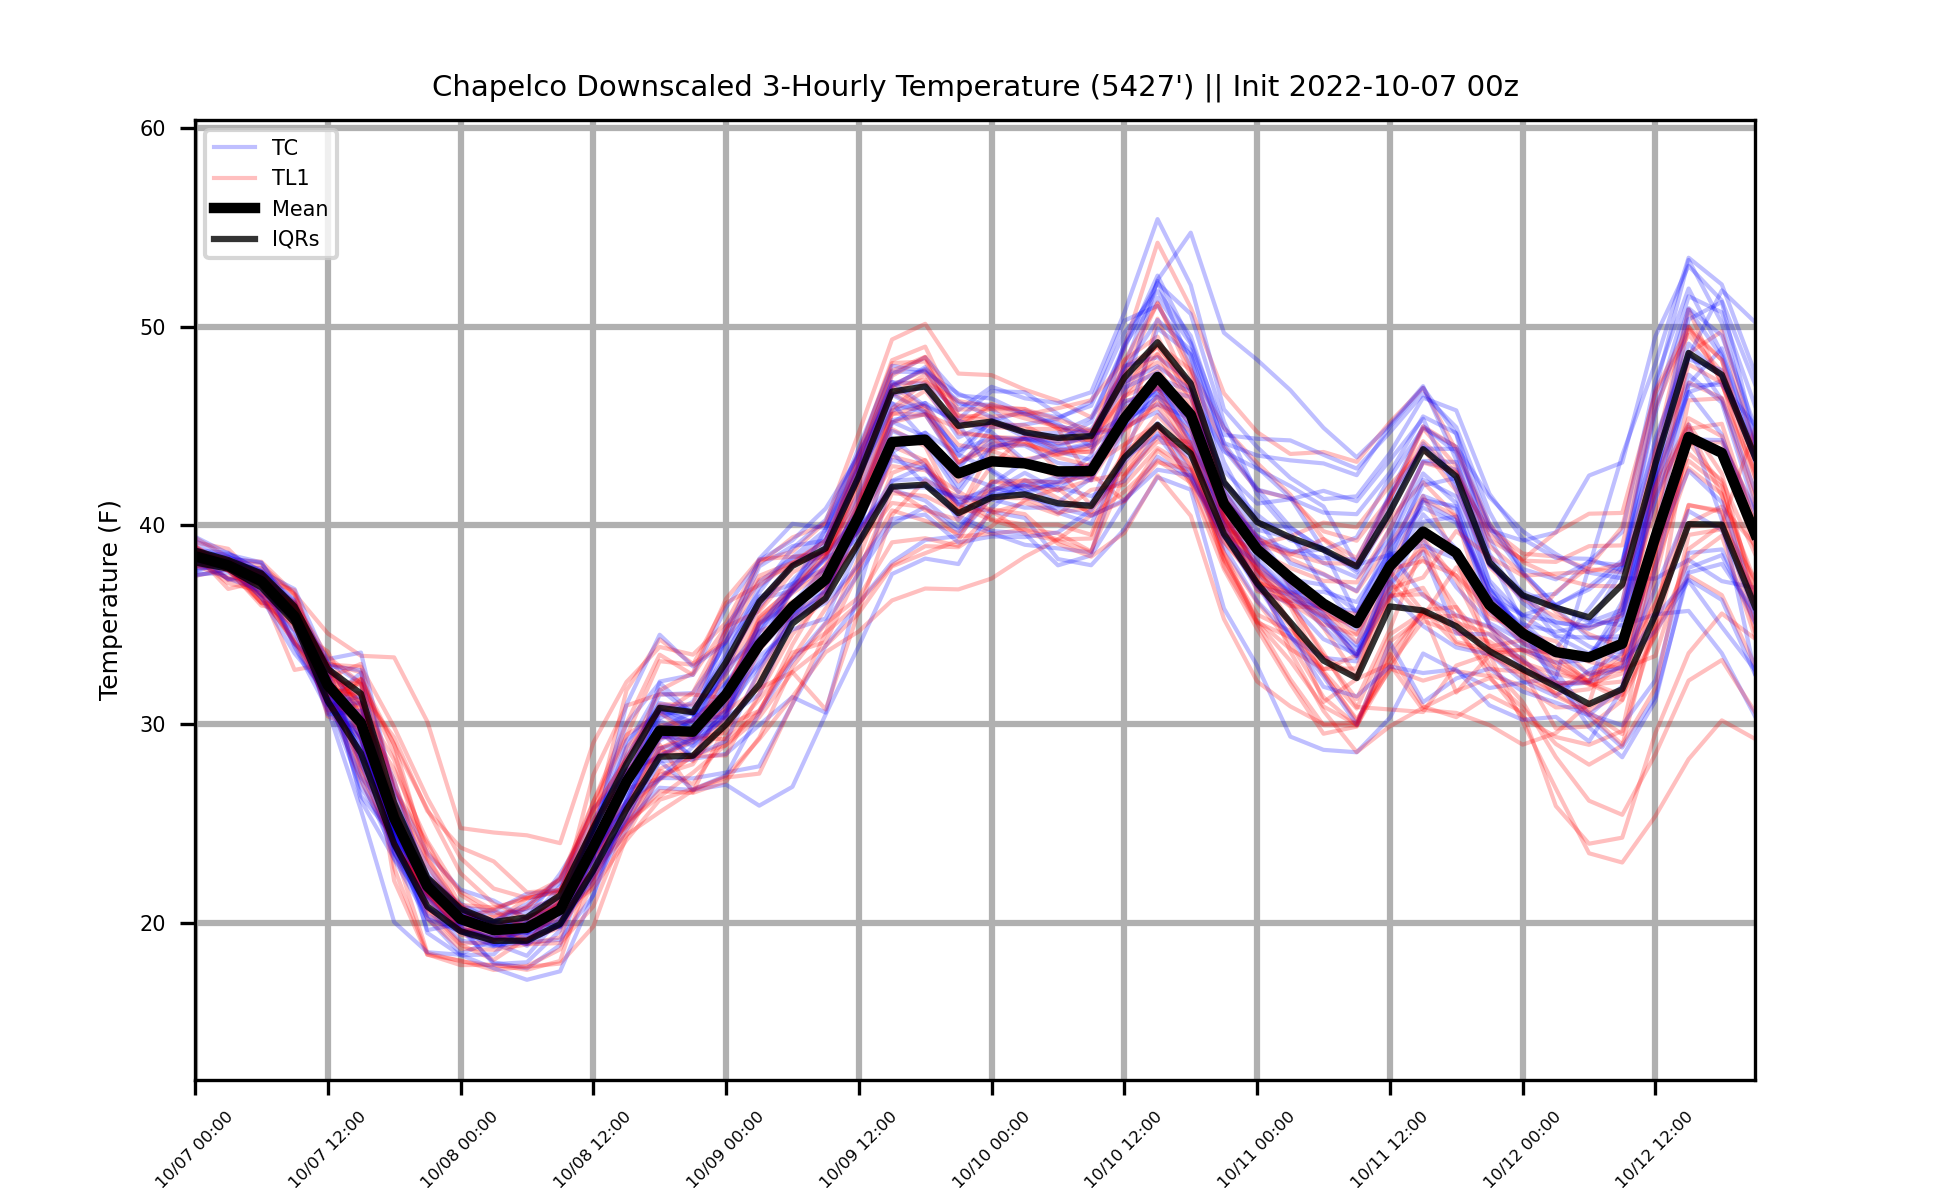 Chapelco Downscaled 3-Hourly Temperature (5427') || Init 2022-10-07 00z
TC
TL1
Mean
IQRs
Temperature (F)
60
50
40
30
20
10/07 00:00
10/07 12:00
10/08 00:00
10/08 12:00
10/09 00:00
10/09 12:00
10/10 00:00
10/10 12:00
10/11 00:00
10/11 12:00
10/12 00:00
10/12 12:00